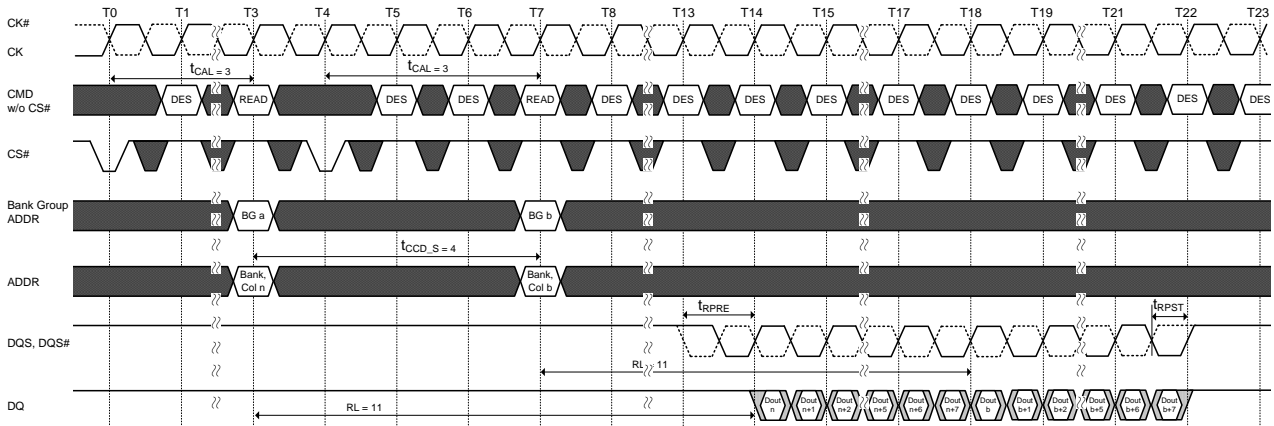 T0 T1 T3 T4 T5 T6 T7 T8 T13 T14 T15 T17 T18 T19 T21 T22 T23
CK#
CK
tCAL = 3 tCAL = 3
CMD
w/o CS#
DES READ DES DES READ DES DES DES DES DES DES DES DES DES DES DES
CS#
Bank Group
ADDR
BG a BG b
tCCD_S = 4
ADDR
Bank,
Col n
Bank,
Col b
tRPRE tRPST
DQS, DQS#
RL 11
DQ
RL = 11
Dout
n
Dout
n+1
Dout
n+2
Dout
n+5
Dout
n+6
Dout
n+7
Dout
b
Dout
b+1
Dout
b+2
Dout
b+5
Dout
b+6
Dout
b+7